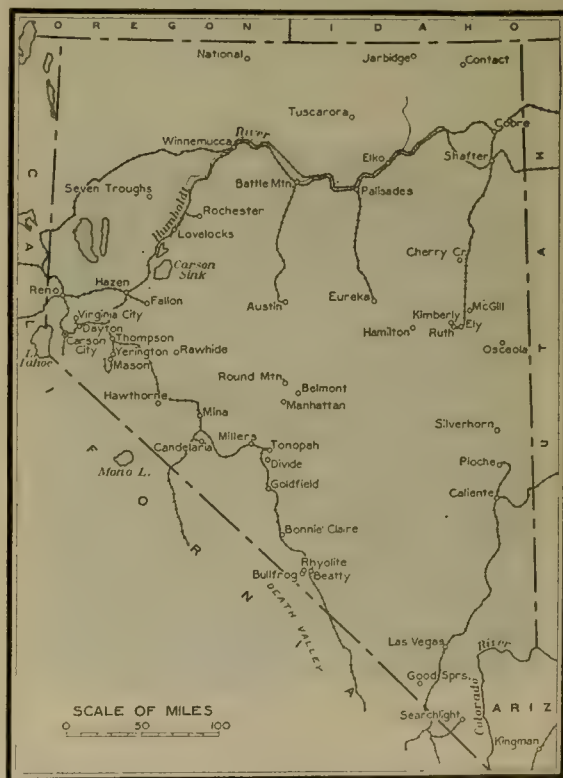 OREGON
IDAHO
National
Jarbidge
Contact
Tuscarora
Cobre
Winnemucca
River
Elko
Shafter
Battle Mtn.
Palisades
Seven Troughs
Humboldt
Rochester
Lovelocks
Cherry Cr.
Carson
Sink
Reno
Hazen
Fallon
Austin
Eureka
McGill
Virginia City
Dayton
Carson
City
Thompson
Yerington
Mason
Rawhide
Kimberly
Ely
Hamilton
Ruth
Osceola
L.
Tahoe
Round Mtn.
Belmont
Manhattan
Hawthorne
Mina
Silverhorn
Candelaria
Millers
Tonopah
Divide
Mono L.
Pioche
Goldfield
Caliente
Bonnie Claire
Rhyolite
Bullfrog
Beatty
DEATH VALLEY
CALIFORNIA
UTAH
Las Vegas
River
Good Sprs.
Colorado
ARIZ
Searchlight
Kingman
SCALE OF MILES
0 50 100